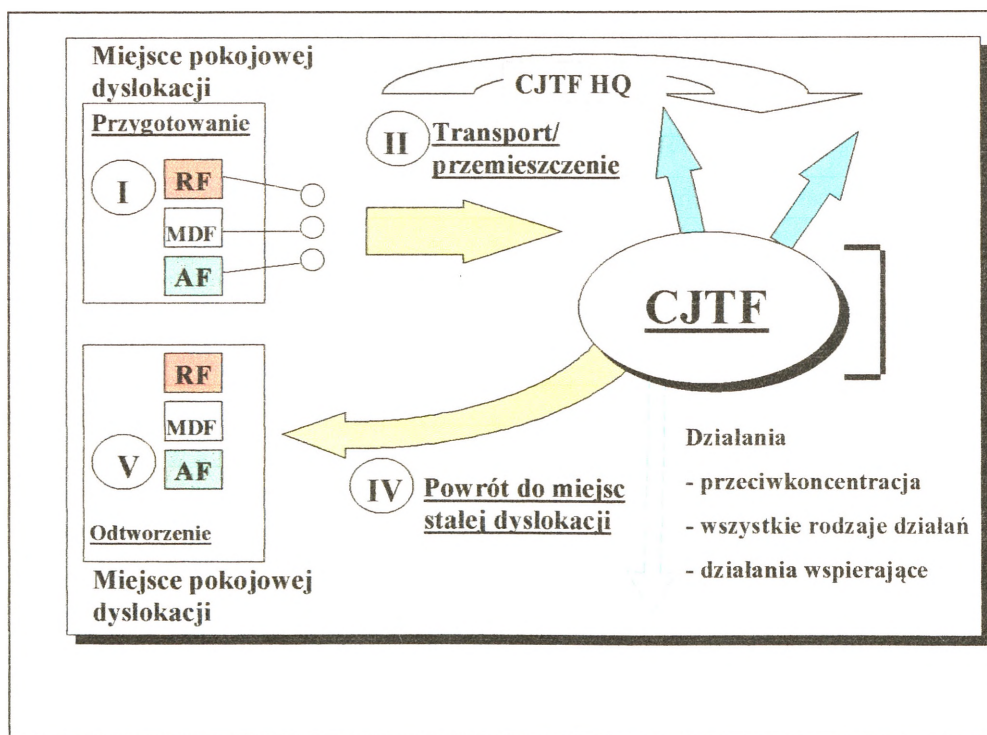 Miejsce pokojowej
dyslokacji
Przygotowanie
I
RF
MDF
AF
CJTF HQ
II
Transport/
przemieszczenie
CJTF
RF
MDF
AF
V
Odtworzenie
Miejsce pokojowej
dyslokacji
IV
Powrót do miejsc
stałej dyslokacji
Działania
- przeciwkoncentracja
- wszystkie rodzaje działań
- działania wspierające